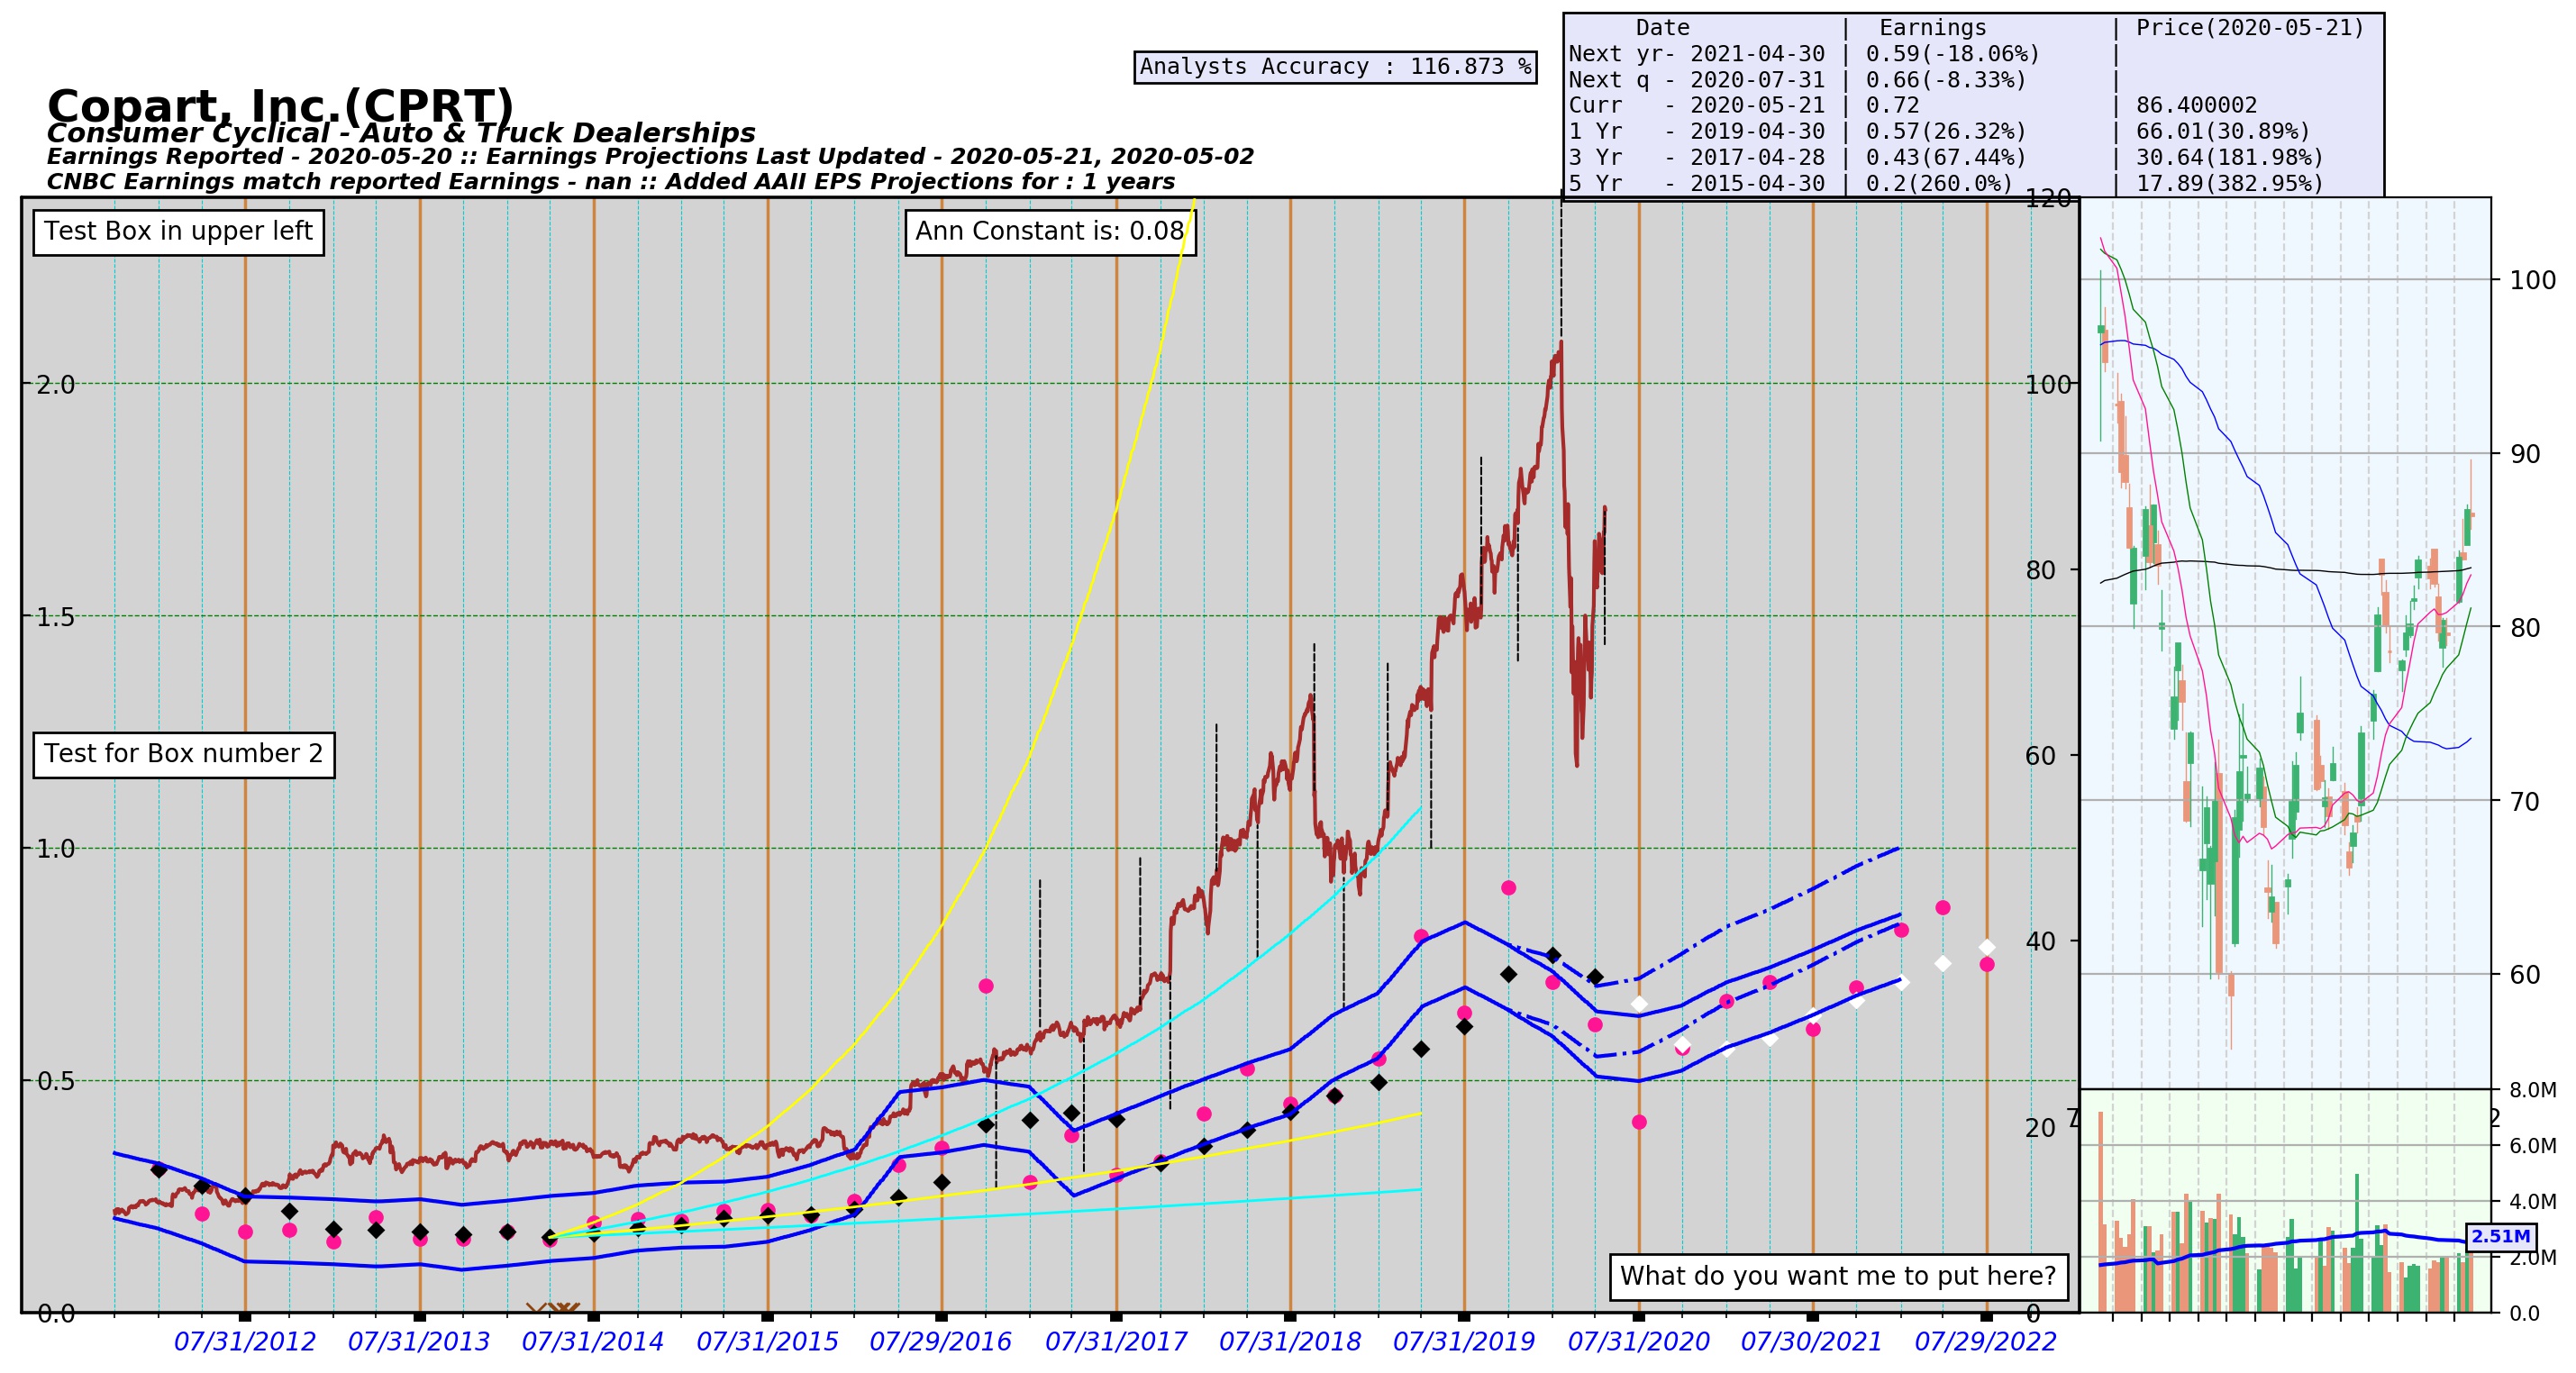 Date | Earnings | Price(2020-05-21)
Next yr- 2021-04-30 | 0.59(-18.06%) |
Next q - 2020-07-31 | 0.66(-8.33%) |
Curr - 2020-05-21 | 0.72 | 86.400002
1 Yr - 2019-04-30 | 0.57(26.32%) | 66.01(30.89%)
3 Yr - 2017-04-28 | 0.43(67.44%) | 30.64(181.98%)
5 Yr - 2015-04-30 | 0.2(260.0%) | 17.89(382.95%)
Analysts Accuracy : 116.873 %
Copart, Inc.(CPRT)
Consumer Cyclical - Auto & Truck Dealerships
Earnings Reported - 2020-05-20 :: Earnings Projections Last Updated - 2020-05-21, 2020-05-02
CNBC Earnings match reported Earnings - nan :: Added AAII EPS Projections for : 1 years
Test Box in upper left
Ann Constant is: 0.08
Test for Box number 2
What do you want me to put here?
2.0
1.5
1.0
0.5
0.0
120
100
80
60
40
20
0
100
90
80
70
60
7
2
8.0M
6.0M
4.0M
2.51M
2.0M
0.0
07/31/2012 07/31/2013 07/31/2014 07/31/2015 07/29/2016 07/31/2017 07/31/2018 07/31/2019 07/31/2020 07/30/2021 07/29/2022